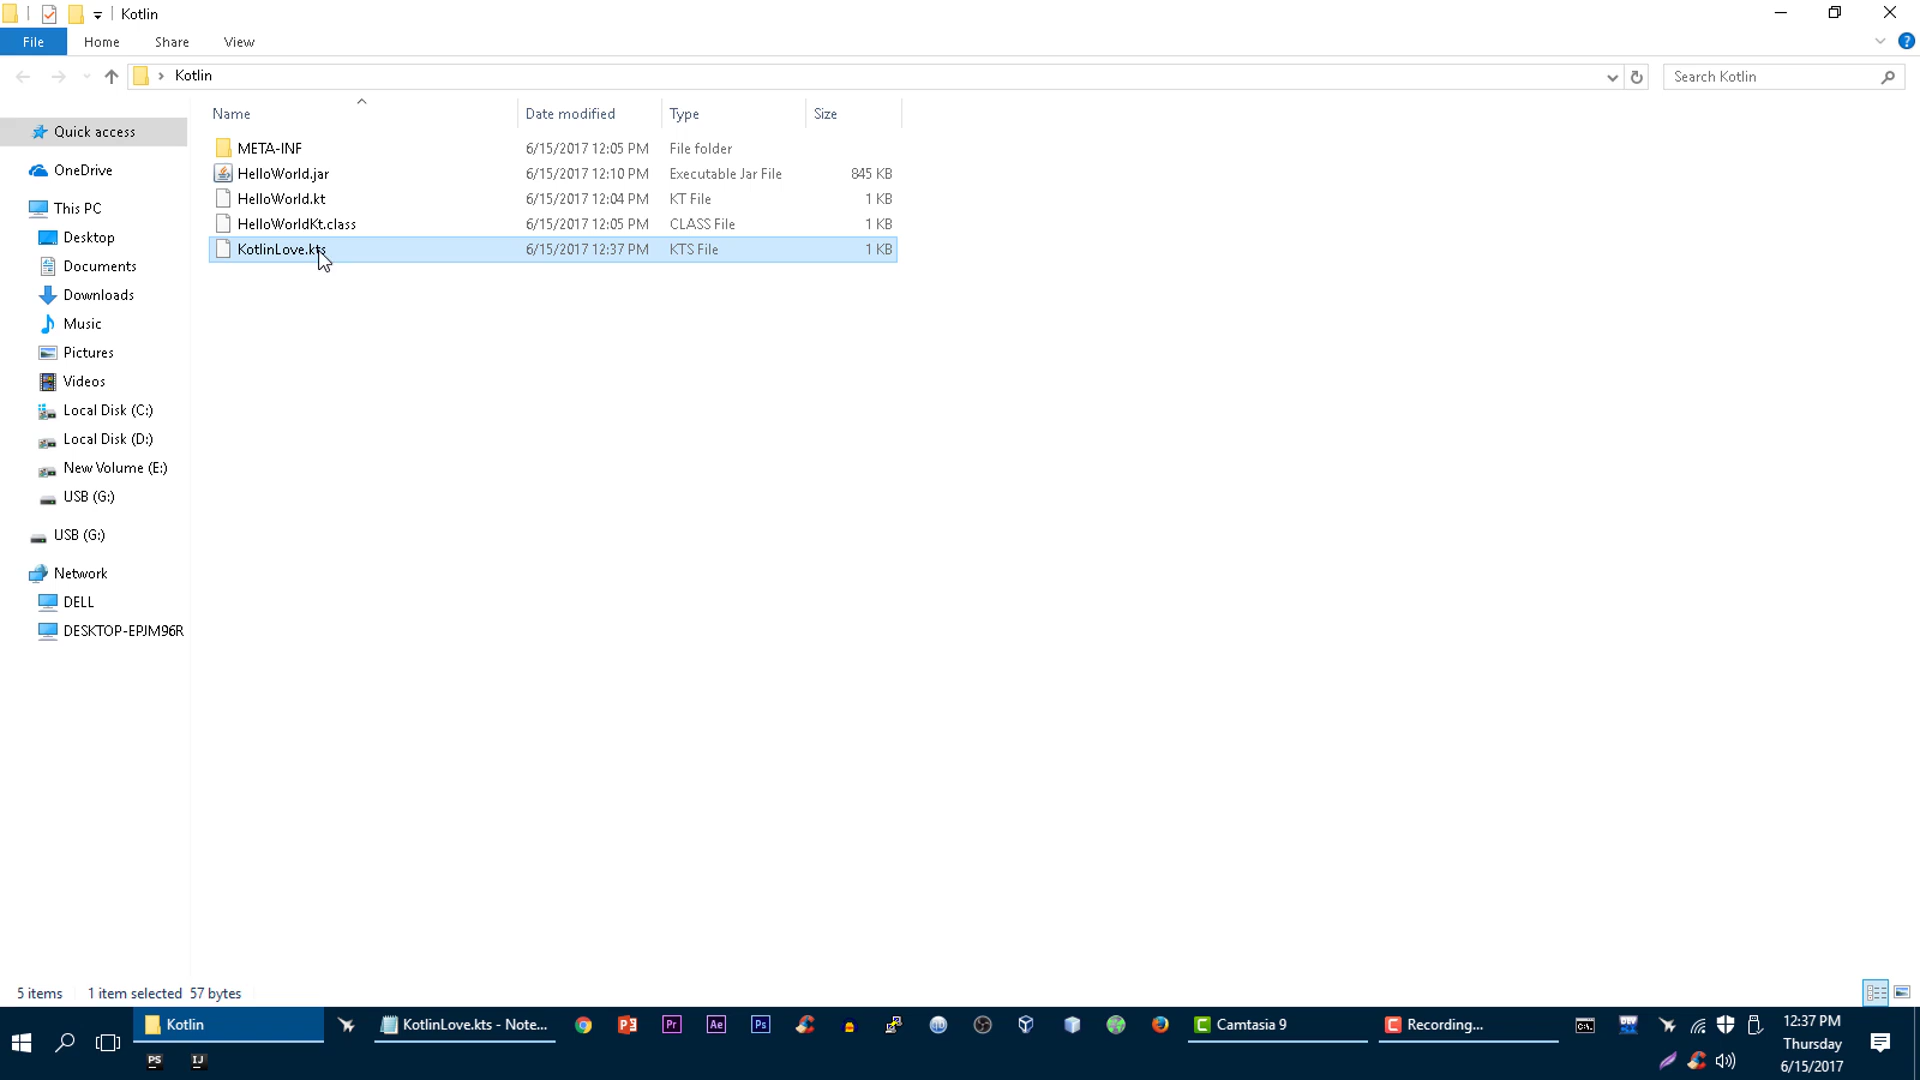 Kotlin
File Home Share View
Kotlin
Search Kotlin
Name Date modified Type Size
META-INF 6/15/2017 12:05 PM File folder
HelloWorld.jar 6/15/2017 12:10 PM Executable Jar File 845 KB
HelloWorld.kt 6/15/2017 12:04 PM KT File 1 KB
HelloWorldKt.class 6/15/2017 12:05 PM CLASS File 1 KB
KotlinLove.kts 6/15/2017 12:37 PM KTS File 1 KB
Quick access
OneDrive
This PC
Desktop
Documents
Downloads
Music
Pictures
Videos
Local Disk (C:)
Local Disk (D:)
New Volume (E:)
USB (G:)
USB (G:)
Network
DELL
DESKTOP-EPJM96R
5 items 1 item selected 57 bytes
Kotlin
KotlinLove.kts - Note...
Pr
Ae
Ps
Camtasia 9
Recording...
12:37 PM
Thursday
6/15/2017
PS
IJ